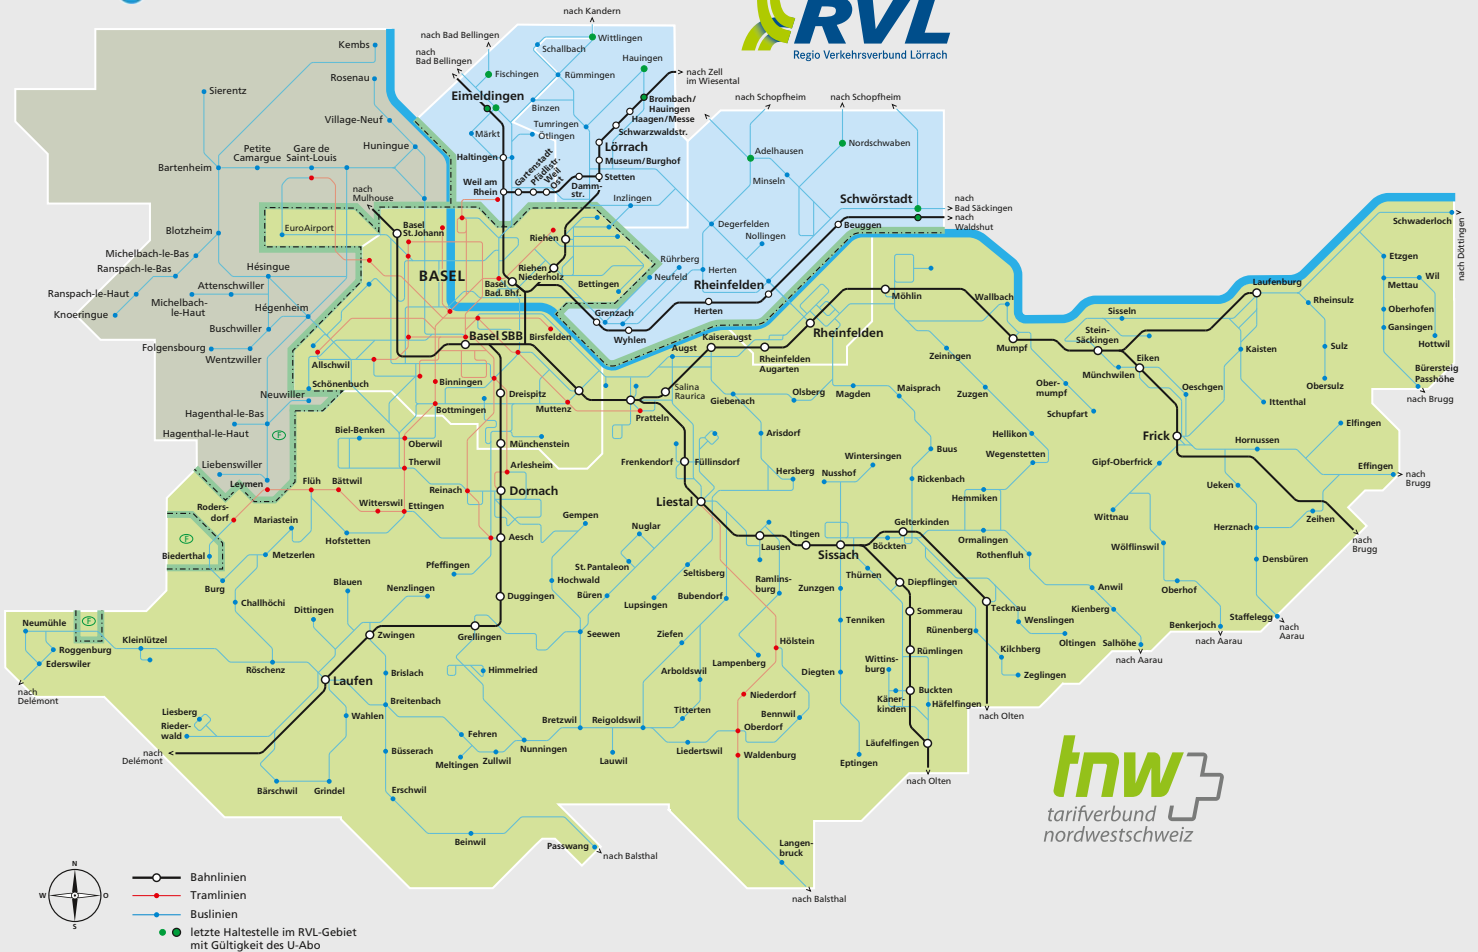 RVL
Regio Verkehrsverbund Lörrach
nach Kandern
nach Bad Bellingen
nach
Bad Bellingen
Wittlingen
Schallbach
Kembs
Hauingen
Rosenau
Fischingen
Rümmingen
nach Zell
im Wiesental
Sierentz
Eimeldingen
Binzen
Brombach/
Hauingen
Haagen/Messe
nach Schopfheim
nach Schopfheim
Village-Neuf
Märkt
Tumringen
Ötlingen
Schwarzwaldstr.
Huningue
Lörrach
Petite
Camargue
Gare de
Saint-Louis
Haltingen
Gartenstadt
Pfädlistr.
Weil
Ost
Museum/Burghof
Adelhausen
Nordschwaben
Bartenheim
nach
Mulhouse
Weil am
Rhein
Damm-
str.
Stetten
Minseln
Inzlingen
Schwörstadt
nach
Bad Säckingen
nach
Waldshut
Schwaderloch
nach Döttingen
Blotzheim
EuroAirport
Basel
St.Johann
Riehen
Degerfelden
Nollingen
Beuggen
Michelbach-le-Bas
Ranspach-le-Bas
Hésingue
BASEL
Riehen
Niederholz
Rührberg
Neufeld
Herten
Etzgen
Wil
Mettau
Attenschwiller
Ranspach-le-Haut
Michelbach-
le-Haut
Basel
Bad. Bhf.
Bettingen
Rheinfelden
Laufenburg
Hégenheim
Knoeringue
Grenzach
Herten
Möhlin
Wallbach
Rheinsulz
Oberhofen
Sisseln
Buschwiller
Basel SBB
Birsfelden
Wyhlen
Kaiseraugst
Rheinfelden
Stein-
Säckingen
Gansingen
Folgensbourg
Wentzwiller
Augst
Rheinfelden
Augarten
Zeiningen
Mumpf
Eiken
Kaisten
Sulz
Hottwil
Allschwil
Münchwilen
Bürersteig
Passhöhe
Schönenbuch
Neuwiller
Binningen
Dreispitz
Salina
Raurica
Giebenach
Olsberg
Magden
Maisprach
Zuzgen
Ober-
mumpf
Oeschgen
Obersulz
nach Brugg
Hagenthal-le-Bas
Bottmingen
Muttenz
Pratteln
Schupfart
Ittenthal
Hagenthal-le-Haut
F
Biel-Benken
Oberwil
Münchenstein
Arisdorf
Hellikon
Frick
Hornussen
Elfingen
Liebenswiller
Therwil
Arlesheim
Frenkendorf
Füllinsdorf
Hersberg
Wintersingen
Nusshof
Buus
Wegenstetten
Gipf-Oberfrick
Effingen
nach
Brugg
Leymen
Flüh
Bättwil
Reinach
Dornach
Liestal
Rickenbach
Hemmiken
Ueken
Roders-
dorf
Witterswil
Ettingen
Mariastein
Gempen
Wittnau
Zeihen
F
Hofstetten
Aesch
Nuglar
Lausen
Itingen
Sissach
Gelterkinden
Böckten
Ormalingen
Herznach
nach
Brugg
Biederthal
Metzerlen
Rothenfluh
Wölflinswil
Densbüren
Burg
Pfeffingen
St. Pantaleon
Seltisberg
Thürnen
Blauen
Nenzlingen
Hochwald
Büren
Ramlins-
burg
Zunzgen
Diepflingen
Anwil
Oberhof
Challhöchi
Dittingen
Duggingen
Lupsingen
Bubendorf
Sommerau
Tecknau
Kienberg
F
Neumühle
Kleinlützel
Zwingen
Grellingen
Seewen
Ziefen
Hölstein
Tenniken
Rünenberg
Wenslingen
Benkerjoch
Staffelegg
nach
Aarau
Roggenburg
Oltingen
Salhöhe
nach Aarau
Ederswiler
Röschenz
Brislach
Himmelried
Arboldswil
Lampenberg
Diegten
Wittins-
burg
Rümlingen
Kilchberg
nach Aarau
nach
Delémont
Laufen
Zeglingen
Liesberg
Rieder-
wald
Wahlen
Breitenbach
Niederdorf
Käner-
kinden
Buckten
Häfelfingen
nach Olten
Bretzwil
Reigoldswil
Titterten
Bennwil
Oberdorf
nach
Delémont
Büsserach
Fehren
Meltingen
Zullwil
Nunningen
Lauwil
Liedertswil
Waldenburg
Läufelfingen
Eptingen
nach Olten
Bärschwil
Grindel
Erschwil
tnw
tarifverbund
nordwestschweiz
Beinwil
Passwang
nach Balsthal
Langen-
bruck
nach Balsthal
N
W
O
S
Bahnlinien
Tramlinien
Buslinien
letzte Haltestelle im RVL-Gebiet
mit Gültigkeit des U-Abo